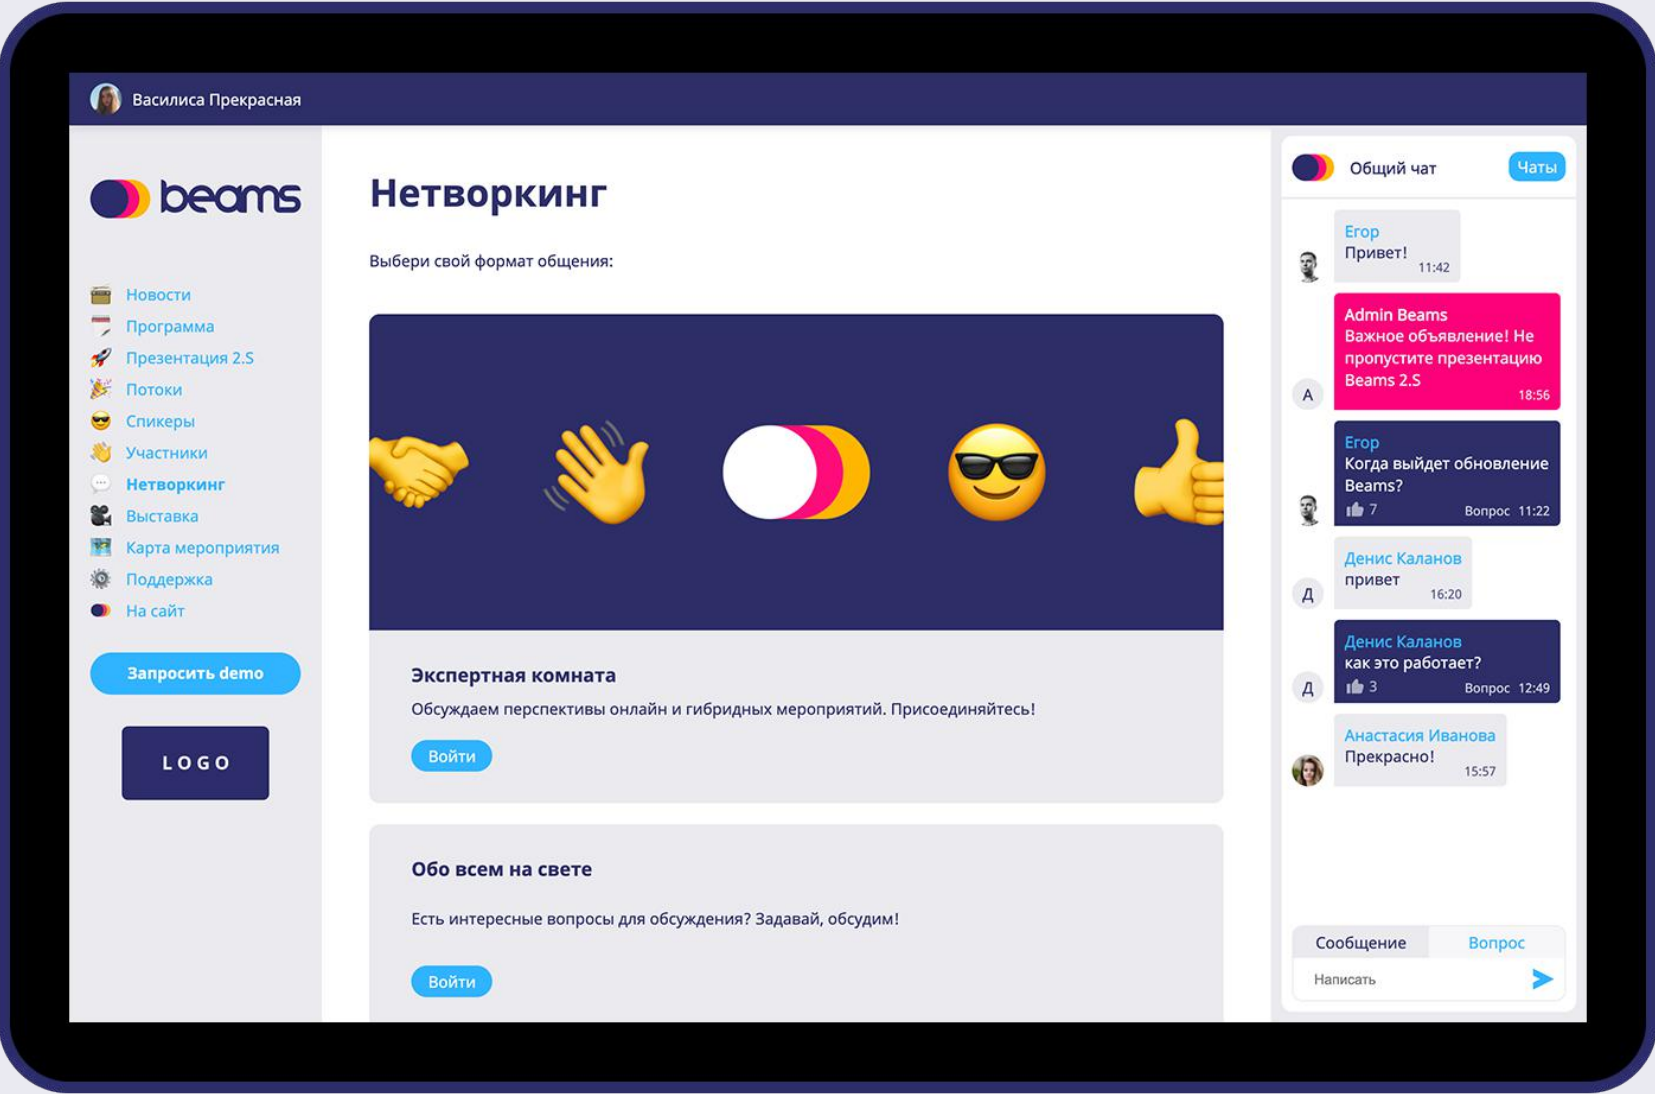 Василиса Прекрасная
beams
Новости
Программа
Презентация 2.S
Потоки
Спикеры
Участники
Нетворкинг
Выставка
Карта мероприятия
Поддержка
На сайт
Запросить demo
LOGO
Нетворкинг
Выбери свой формат общения:
Экспертная комната
Обсуждаем перспективы онлайн и гибридных мероприятий. Присоединяйтесь!
Войти
Обо всем на свете
Есть интересные вопросы для обсуждения? Задавай, обсудим!
Войти
Общий чат
Чаты
Егор
Привет!
11:42
Admin Beams
Важное объявление! Не
пропустите презентацию
Beams 2.S
18:56
А
Егор
Когда выйдет обновление
Beams?
7 Вопрос 11:22
Денис Каланов
привет
16:20
Д
Денис Каланов
как это работает?
3 Вопрос 12:49
Д
Анастасия Иванова
Прекрасно!
15:57
Сообщение Вопрос
Написать